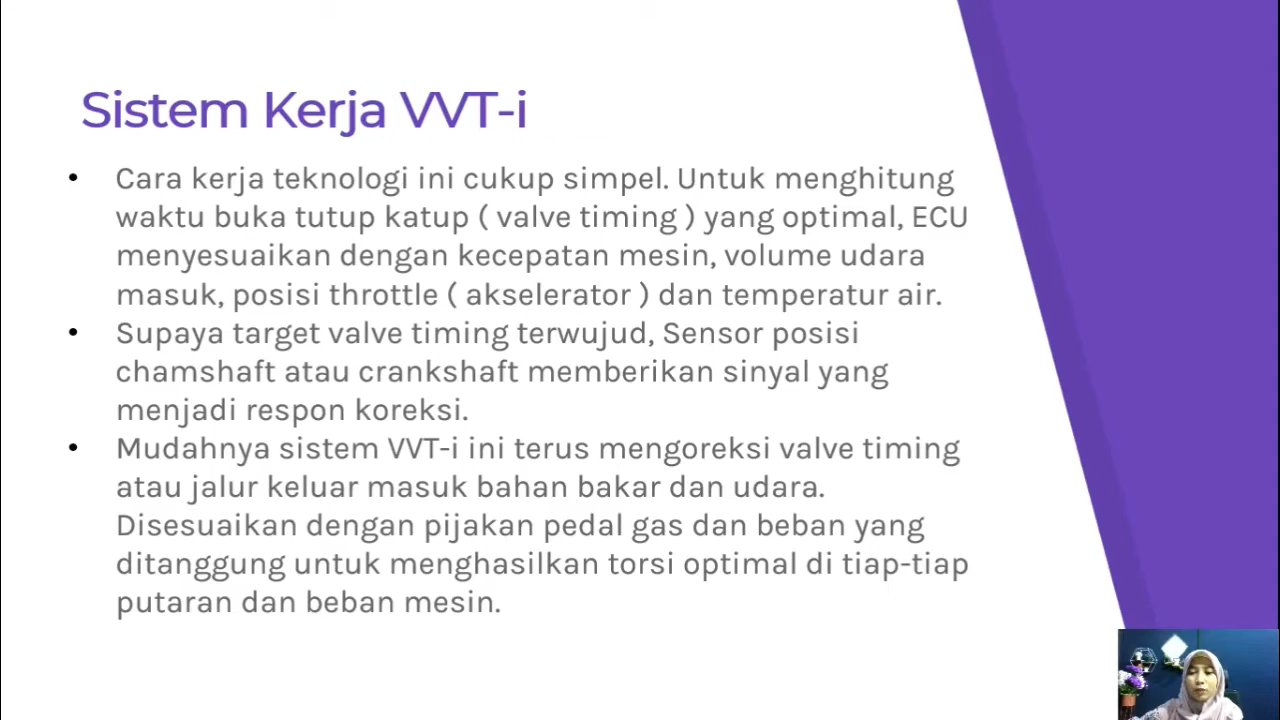 Sistem Kerja VVT-i
• Cara kerja teknologi ini cukup simpel. Untuk menghitung
waktu buka tutup katup ( valve timing ) yang optimal, ECU
menyesuaikan dengan kecepatan mesin, volume udara
masuk, posisi throttle ( akselerator ) dan temperatur air.
• Supaya target valve timing terwujud, Sensor posisi
chamshaft atau crankshaft memberikan sinyal yang
menjadi respon koreksi.
• Mudahnya sistem VVT-i ini terus mengoreksi valve timing
atau jalur keluar masuk bahan bakar dan udara.
Disesuaikan dengan pijakan pedal gas dan beban yang
ditanggung untuk menghasilkan torsi optimal di tiap-tiap
putaran dan beban mesin.